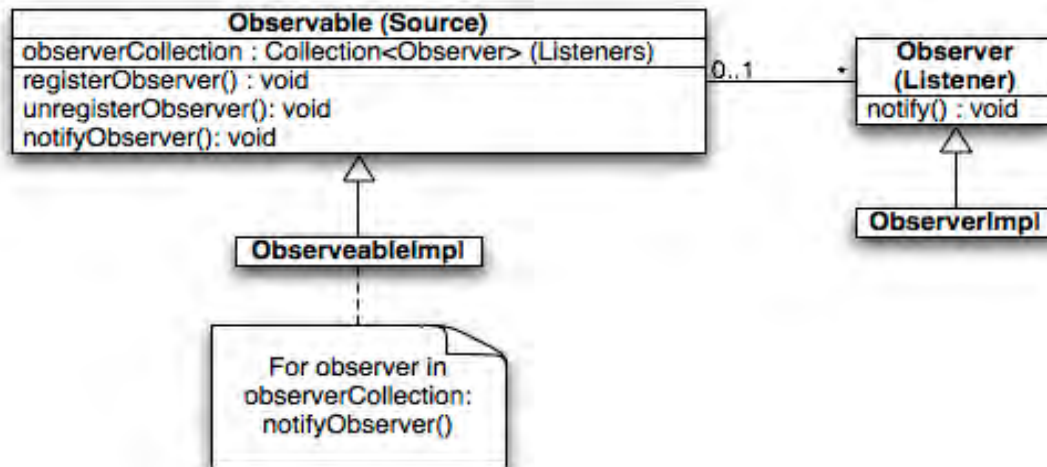 Observable (Source)
observerCollection : Collection<Observer> (Listeners)
registerObserver() : void
unregisterObserver(): void
notifyObserver(): void
0..1
*
Observer
(Listener)
notify() : void
ObserveableImpl
ObserverImpl
For observer in
observerCollection:
notifyObserver()